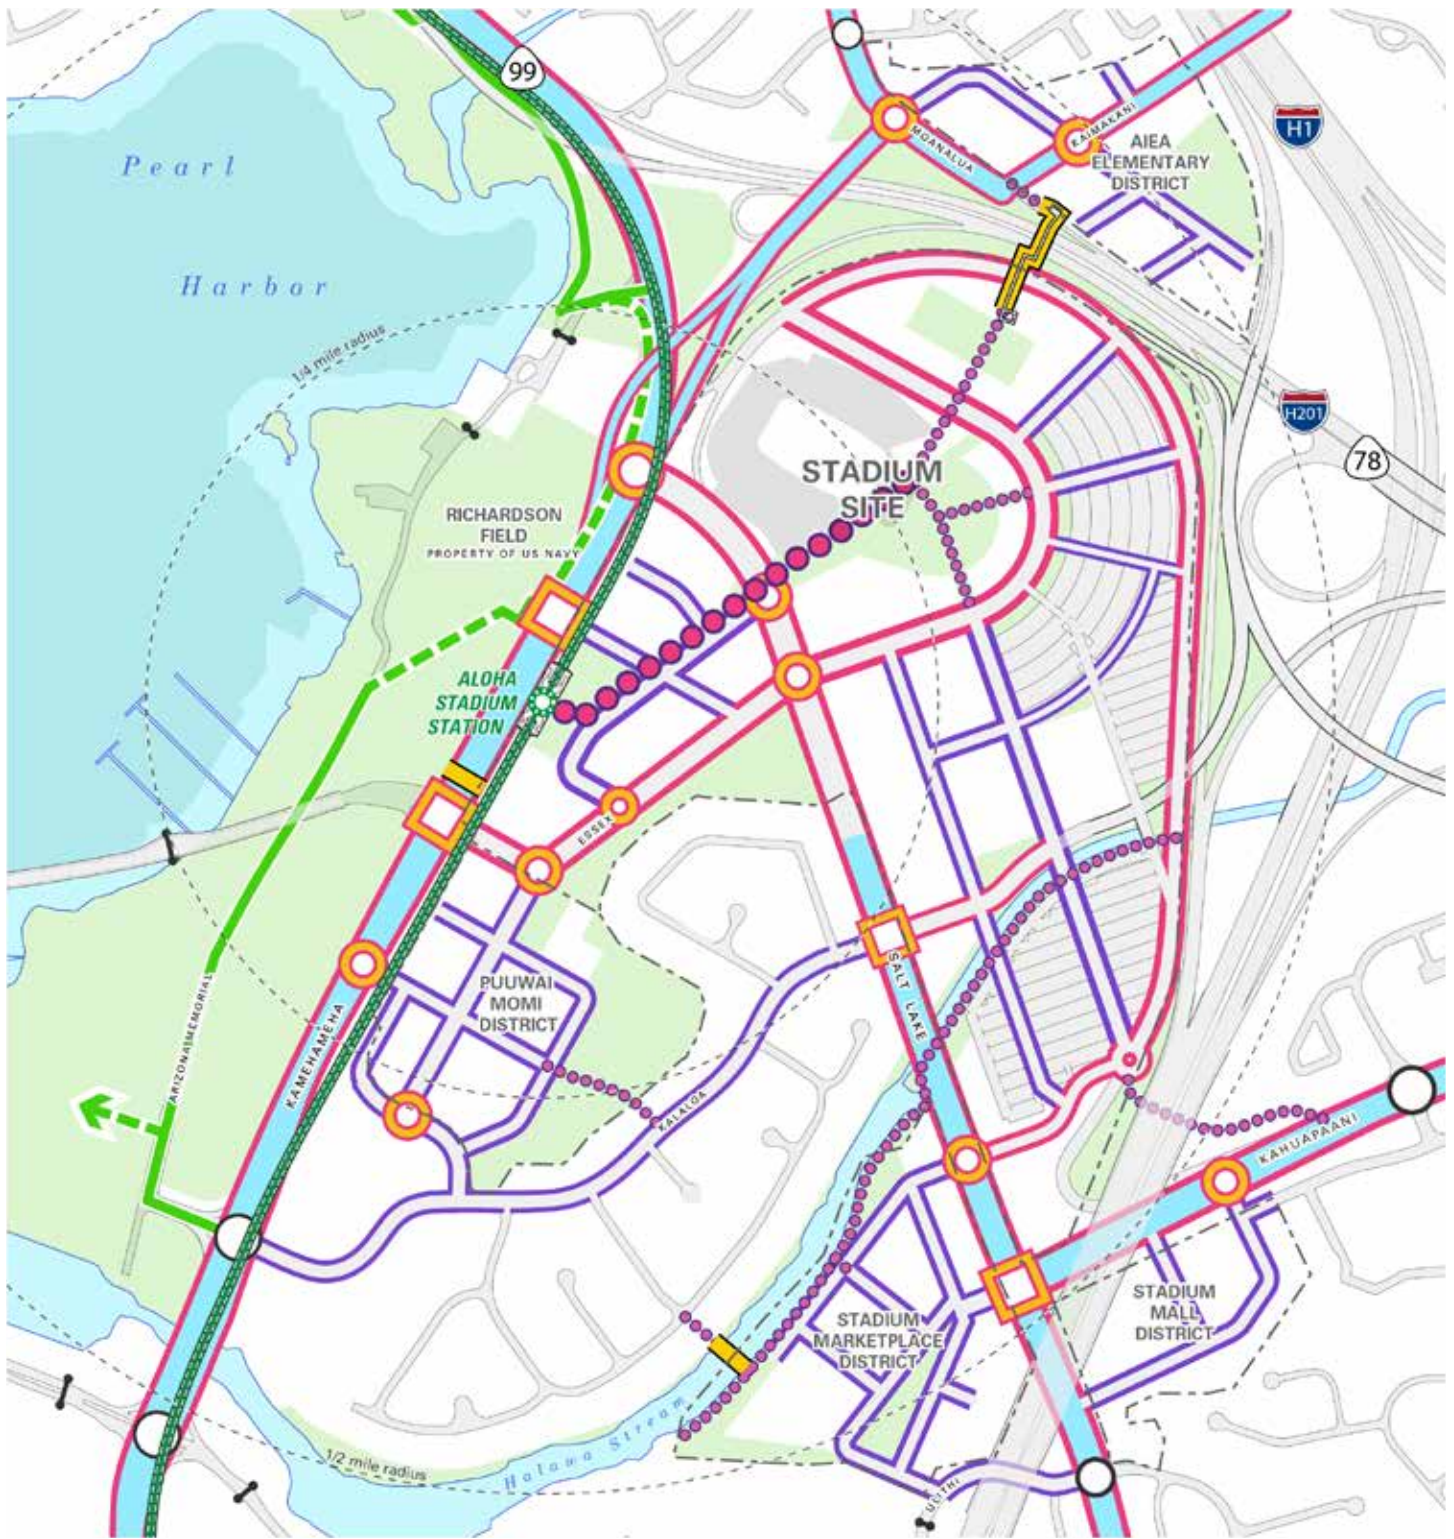 99
H1
Pearl
MOANALUA
KAIMAKANI
AIEA
ELEMENTARY
DISTRICT
Harbor
1/4 mile radius
H201
78
STADIUM
SITE
RICHARDSON
FIELD
PROPERTY OF US NAVY
ALOHA
STADIUM
STATION
ESSEX
PUUWAI
MOMI
DISTRICT
SALT LAKE
ARIZONA MEMORIAL
KAMEHAMEHA
KALALOA
KAHUAPAANI
STADIUM
MALL
DISTRICT
STADIUM
MARKETPLACE
DISTRICT
1/2 mile radius
Halawa Stream
ULITHI